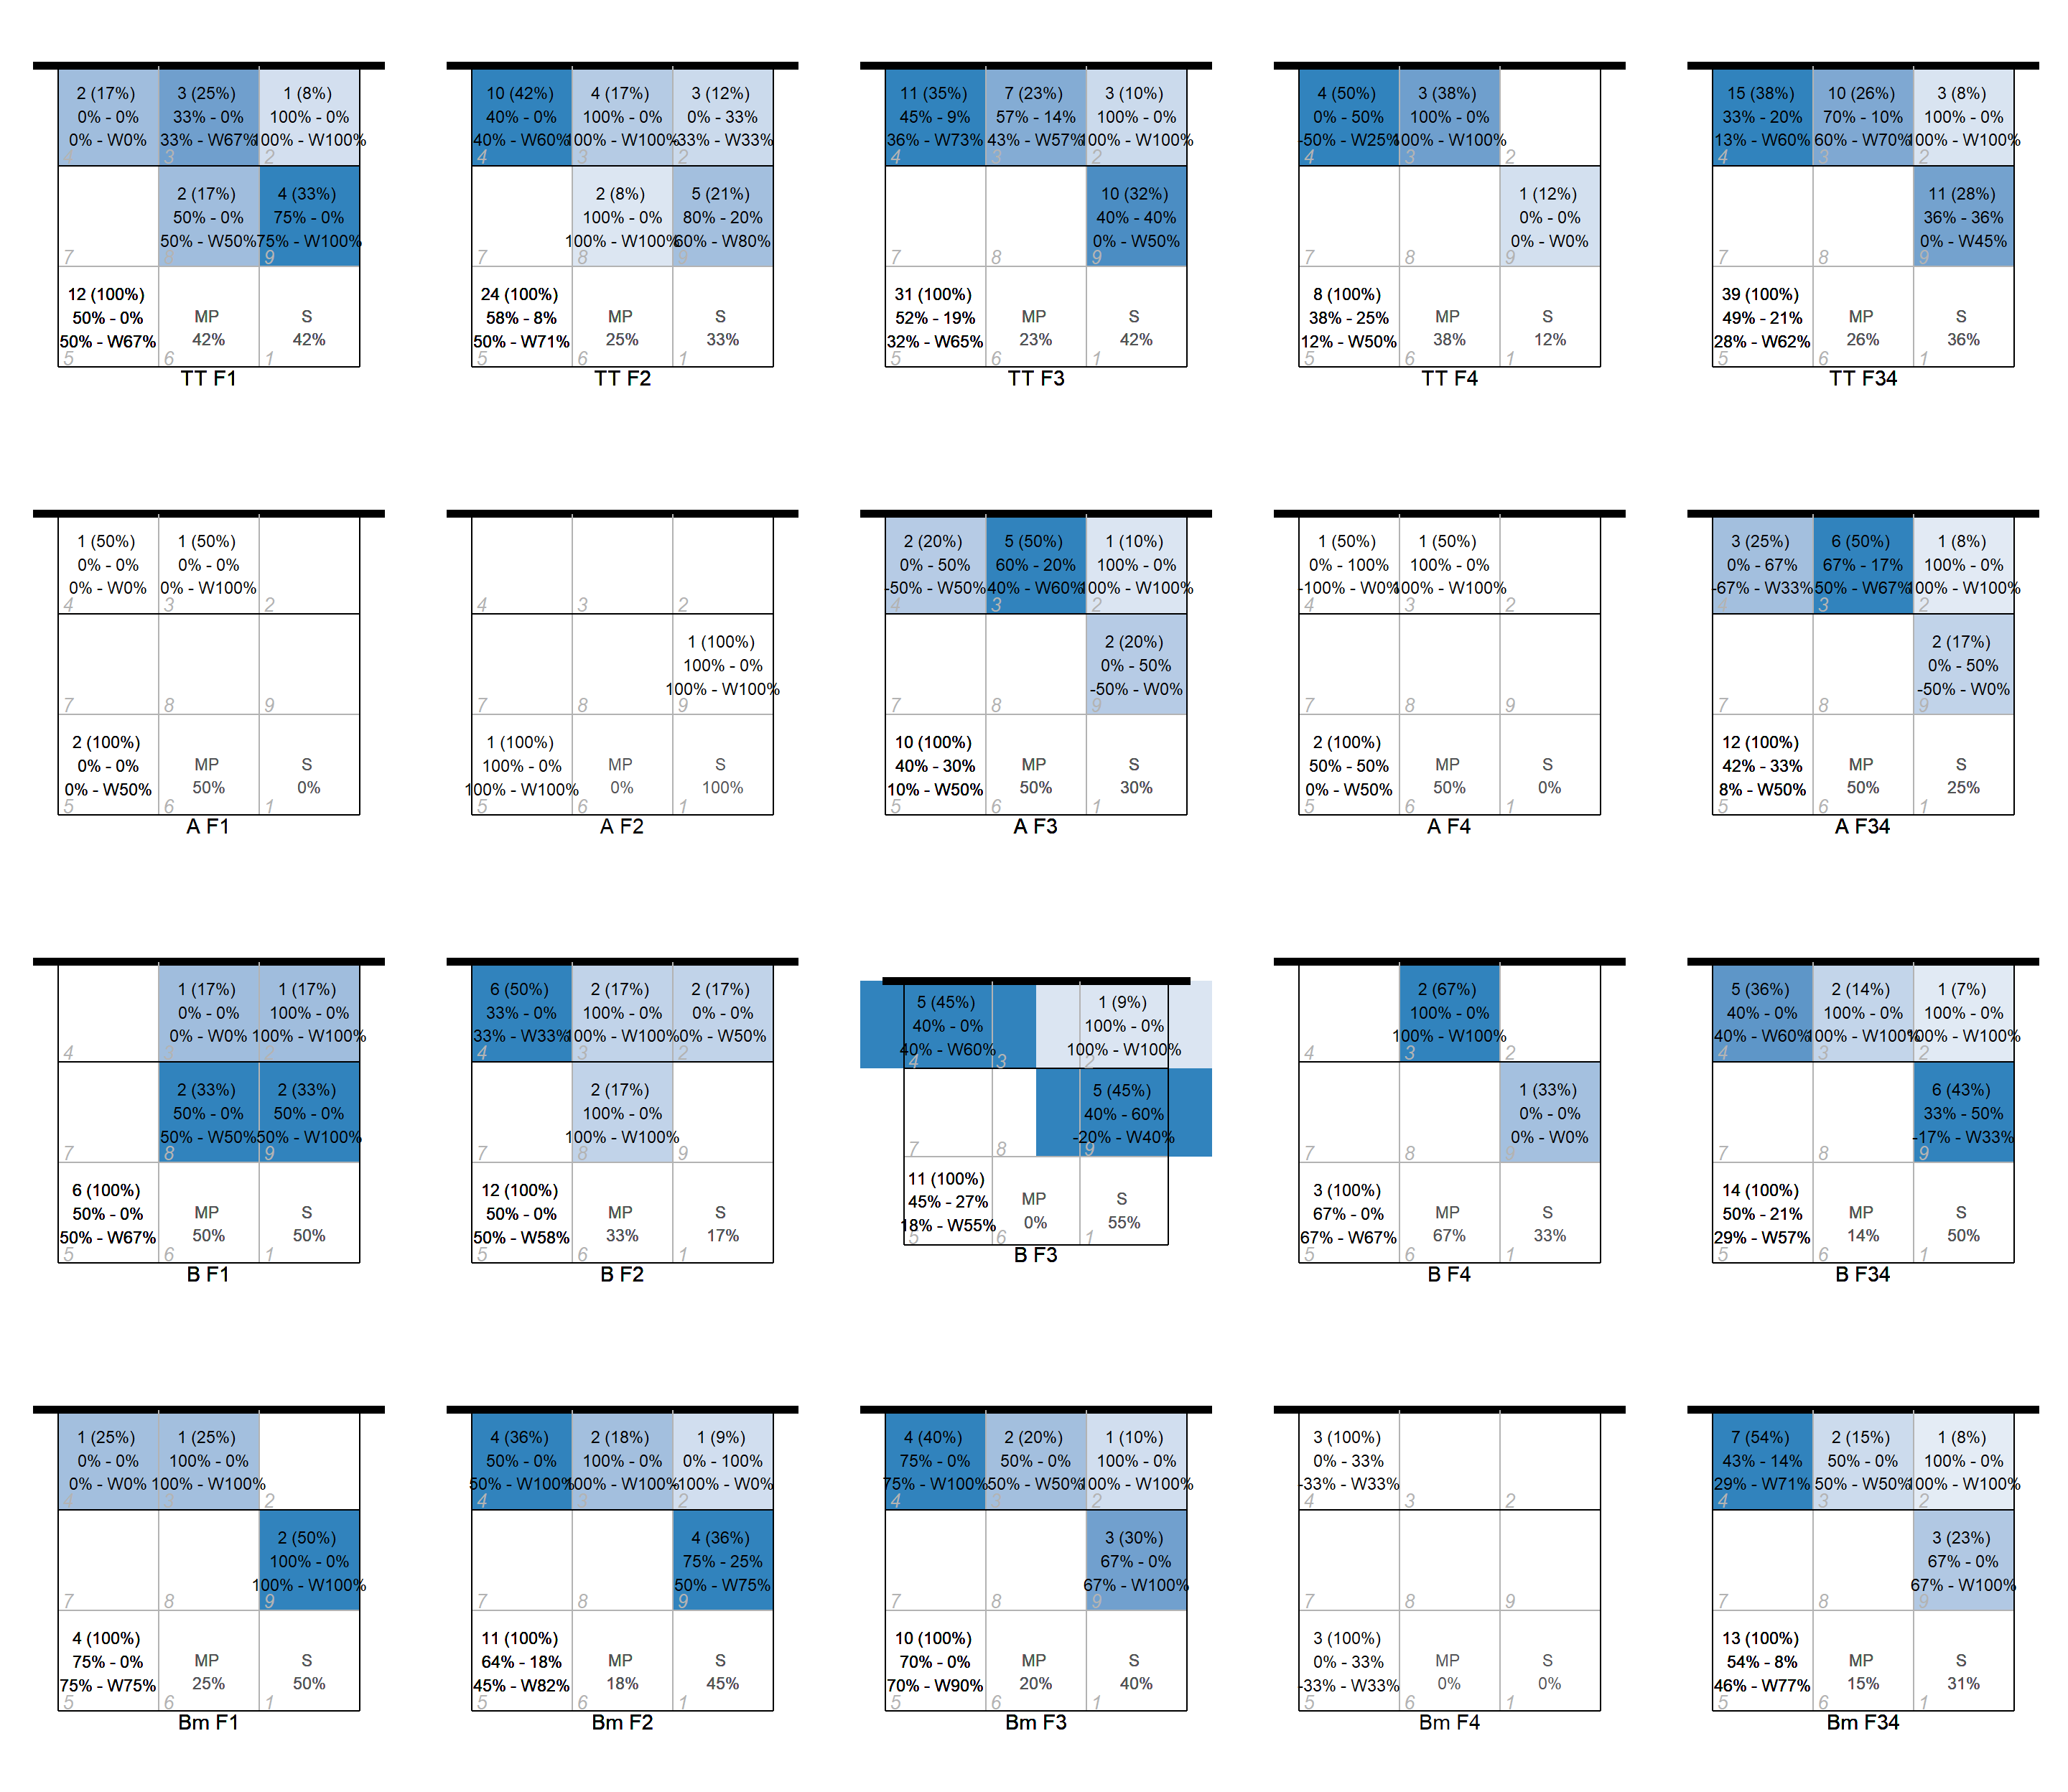 2 (17%) 3 (25%) 1 (8%)
0% - 0% 33% - 0% 100% - 0%
0% - W0% 33% - W67% 100% - W100%
4 3 2
2 (17%) 4 (33%)
50% - 0% 75% - 0%
50% - W50% 75% - W100%
7 8 9
12 (100%)
50% - 0% MP S
50% - W67% 42% 42%
5 6 1
TT F1
10 (42%) 4 (17%) 3 (12%)
40% - 0% 100% - 0% 0% - 33%
40% - W60% 100% - W100% -33% - W33%
4 3 2
2 (8%) 5 (21%)
100% - 0% 80% - 20%
100% - W100% 60% - W80%
7 8 9
24 (100%)
58% - 8% MP S
50% - W71% 25% 33%
5 6 1
TT F2
11 (35%) 7 (23%) 3 (10%)
45% - 9% 57% - 14% 100% - 0%
36% - W73% 43% - W57% 100% - W100%
4 3 2
10 (32%)
40% - 40%
0% - W50%
7 8 9
31 (100%)
52% - 19% MP S
32% - W65% 23% 42%
5 6 1
TT F3
4 (50%) 3 (38%)
0% - 50% 100% - 0%
-50% - W25% 100% - W100%
4 3 2
1 (12%)
0% - 0%
0% - W0%
7 8 9
8 (100%)
38% - 25% MP S
12% - W50% 38% 12%
5 6 1
TT F4
15 (38%) 10 (26%) 3 (8%)
33% - 20% 70% - 10% 100% - 0%
13% - W60% 60% - W70% 100% - W100%
4 3 2
11 (28%)
36% - 36%
0% - W45%
7 8 9
39 (100%)
49% - 21% MP S
28% - W62% 26% 36%
5 6 1
TT F34
1 (50%) 1 (50%)
0% - 0% 0% - 0%
0% - W0% 0% - W100%
4 3 2
7 8 9
2 (100%)
0% - 0% MP S
0% - W50% 50% 0%
5 6 1
A F1
4 3 2
1 (100%)
100% - 0%
100% - W100%
7 8 9
1 (100%)
100% - 0% MP S
100% - W100% 0% 100%
5 6 1
A F2
2 (20%) 5 (50%) 1 (10%)
0% - 50% 60% - 20% 100% - 0%
-50% - W50% 40% - W60% 100% - W100%
4 3 2
2 (20%)
0% - 50%
-50% - W0%
7 8 9
10 (100%)
40% - 30% MP S
10% - W50% 50% 30%
5 6 1
A F3
1 (50%) 1 (50%)
0% - 100% 100% - 0%
-100% - W0% 100% - W100%
4 3 2
7 8 9
2 (100%)
50% - 50% MP S
0% - W50% 50% 0%
5 6 1
A F4
3 (25%) 6 (50%) 1 (8%)
0% - 67% 67% - 17% 100% - 0%
-67% - W33% 50% - W67% 100% - W100%
4 3 2
2 (17%)
0% - 50%
-50% - W0%
7 8 9
12 (100%)
42% - 33% MP S
8% - W50% 50% 25%
5 6 1
A F34
1 (17%) 1 (17%)
0% - 0% 100% - 0%
0% - W0% 100% - W100%
4 3 2
2 (33%) 2 (33%)
50% - 0% 50% - 0%
50% - W50% 50% - W100%
7 8 9
6 (100%)
50% - 0% MP S
50% - W67% 50% 50%
5 6 1
B F1
6 (50%) 2 (17%) 2 (17%)
33% - 0% 100% - 0% 0% - 0%
33% - W33% 100% - W100% 0% - W50%
4 3 2
2 (17%)
100% - 0%
100% - W100%
7 8 9
12 (100%)
50% - 0% MP S
50% - W58% 33% 17%
5 6 1
B F2
5 (45%) 1 (9%)
40% - 0% 100% - 0%
40% - W60% 100% - W100%
4 3 2
5 (45%)
40% - 60%
-20% - W40%
7 8 9
11 (100%)
45% - 27% MP S
18% - W55% 0% 55%
5 6 1
B F3
2 (67%)
100% - 0%
100% - W100%
4 3 2
1 (33%)
0% - 0%
0% - W0%
7 8 9
3 (100%)
67% - 0% MP S
67% - W67% 67% 33%
5 6 1
B F4
5 (36%) 2 (14%) 1 (7%)
40% - 0% 100% - 0% 100% - 0%
40% - W60% 100% - W100% 100% - W100%
4 3 2
6 (43%)
33% - 50%
-17% - W33%
7 8 9
14 (100%)
50% - 21% MP S
29% - W57% 14% 50%
5 6 1
B F34
1 (25%) 1 (25%)
0% - 0% 100% - 0%
0% - W0% 100% - W100%
4 3 2
2 (50%)
100% - 0%
100% - W100%
7 8 9
4 (100%)
75% - 0% MP S
75% - W75% 25% 50%
5 6 1
Bm F1
4 (36%) 2 (18%) 1 (9%)
50% - 0% 100% - 0% 0% - 100%
50% - W100% 100% - W100% -100% - W0%
4 3 2
4 (36%)
75% - 25%
50% - W75%
7 8 9
11 (100%)
64% - 18% MP S
45% - W82% 18% 45%
5 6 1
Bm F2
4 (40%) 2 (20%) 1 (10%)
75% - 0% 50% - 0% 100% - 0%
75% - W100% 50% - W50% 100% - W100%
4 3 2
3 (30%)
67% - 0%
67% - W100%
7 8 9
10 (100%)
70% - 0% MP S
70% - W90% 20% 40%
5 6 1
Bm F3
3 (100%)
0% - 33%
-33% - W33%
4 3 2
7 8 9
3 (100%)
0% - 33% MP S
-33% - W33% 0% 0%
5 6 1
Bm F4
7 (54%) 2 (15%) 1 (8%)
43% - 14% 50% - 0% 100% - 0%
29% - W71% 50% - W50% 100% - W100%
4 3 2
3 (23%)
67% - 0%
67% - W100%
7 8 9
13 (100%)
54% - 8% MP S
46% - W77% 15% 31%
5 6 1
Bm F34